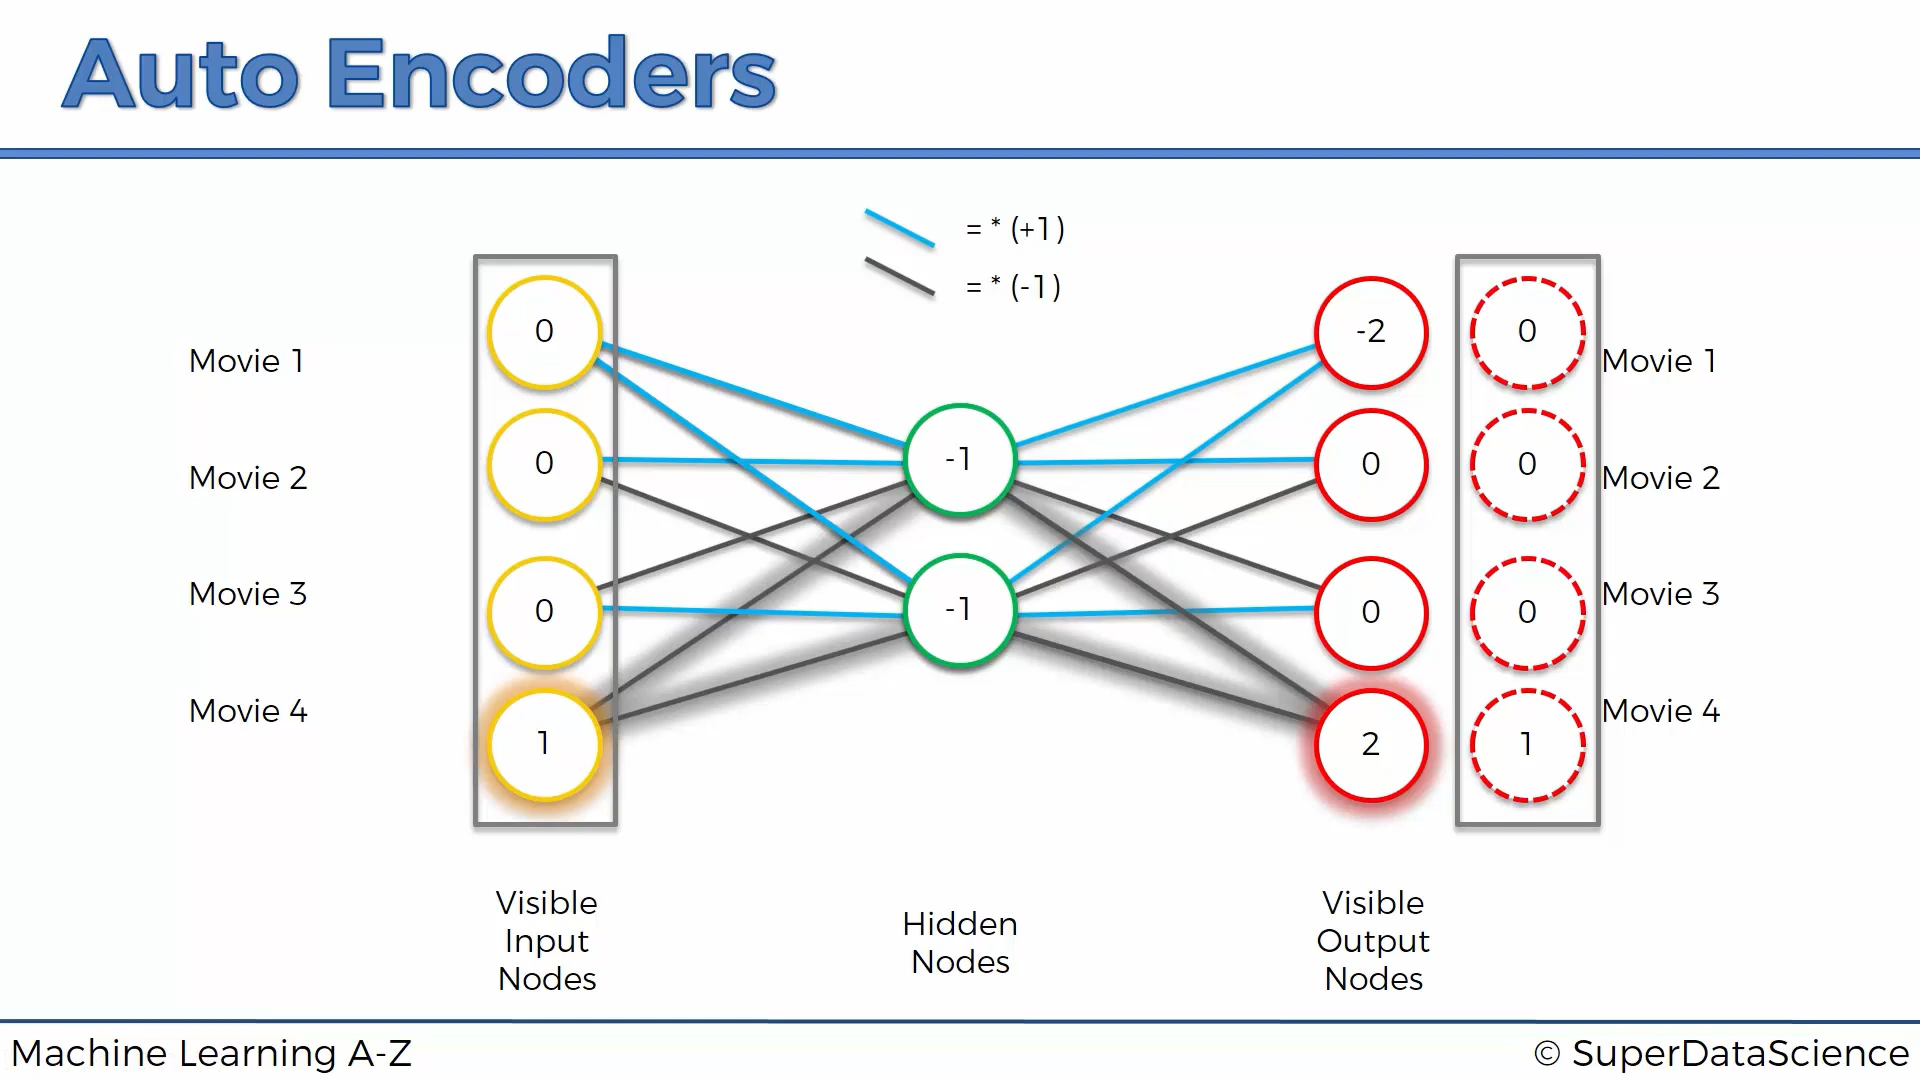 Auto Encoders
= * (+1)
= * (-1)
Movie 1
Movie 2
Movie 3
Movie 4
0
0
0
1
-1
-1
-2
0
0
2
0
0
0
1
Movie 1
Movie 2
Movie 3
Movie 4
Visible
Input
Nodes
Hidden
Nodes
Visible
Output
Nodes
Machine Learning A-Z
© SuperDataScience